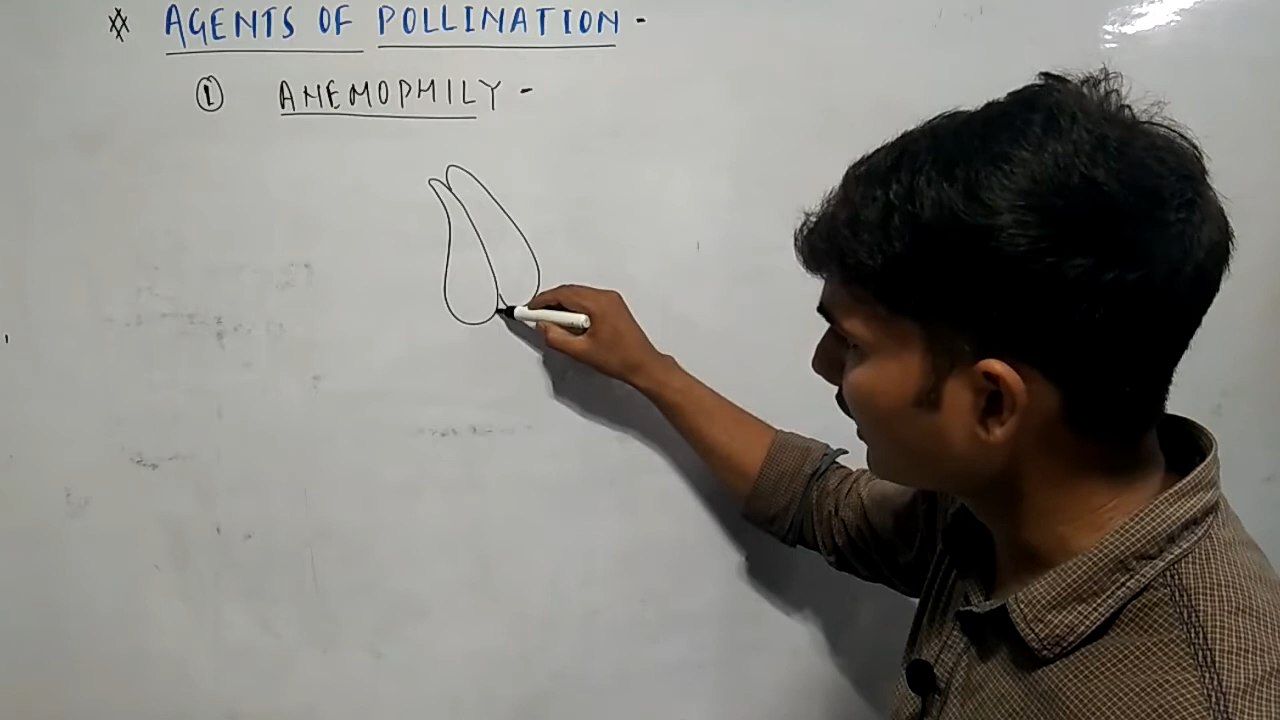 ※ AGENTS OF POLLINATION -
① ANEMOPHILY -